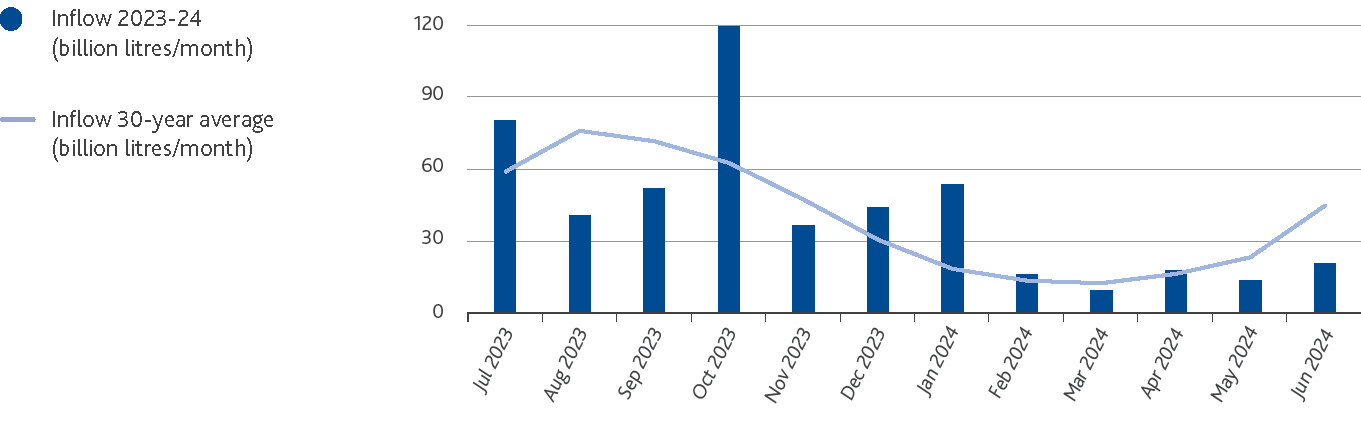 Inflow 2023-24
(billion litres/month)
Inflow 30-year average
(billion litres/month)
120
90
60
30
0
Jul 2023
Aug 2023
Sep 2023
Oct 2023
Nov 2023
Dec 2023
Jan 2024
Feb 2024
Mar 2024
Apr 2024
May 2024
Jun 2024